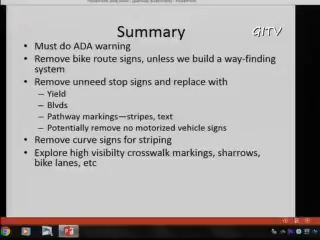 Summary
GITV
• Must do ADA warning
• Remove bike route signs, unless we build a way-finding
system
• Remove unneed stop signs and replace with
– Yield
– Blvds
– Pathway markings—stripes, text
– Potentially remove no motorized vehicle signs
• Remove curve signs for striping
• Explore high visibilty crosswalk markings, sharrows,
bike lanes, etc